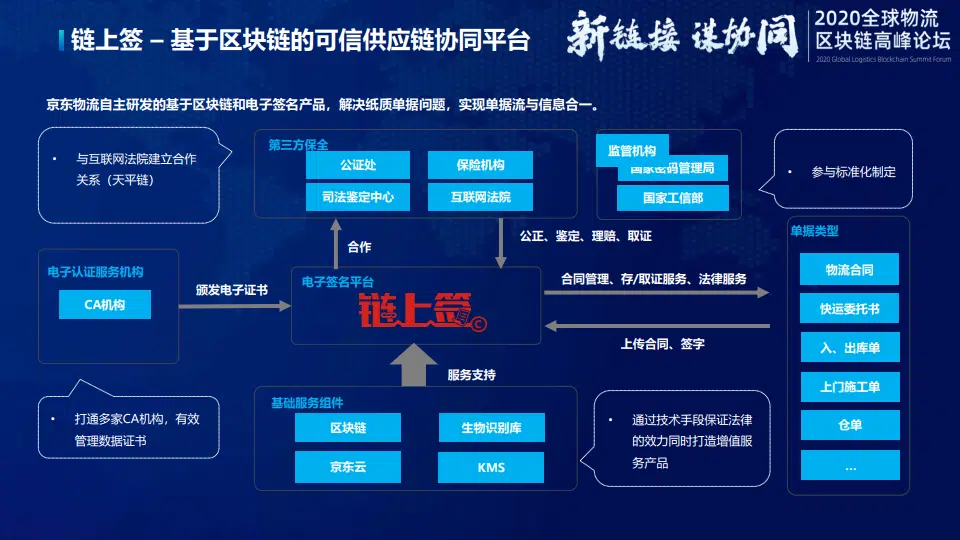 链上签 – 基于区块链的可信供应链协同平台
新链接 谋协同
2020全球物流
区块链高峰论坛
2020 Global Logistics Blockchain Summit Forum
京东物流自主研发的基于区块链和电子签名产品，解决纸质单据问题，实现单据流与信息合一。
• 与互联网法院建立合作
关系（天平链）
第三方保全
公证处
保险机构
司法鉴定中心
互联网法院
监管机构
国家密码管理局
国家工信部
• 参与标准化制定
合作
公正、鉴定、理赔、取证
电子认证服务机构
CA机构
颁发电子证书
电子签名平台
链上签
合同管理、存/取证服务、法律服务
上传合同、签字
单据类型
物流合同
快运委托书
入、出库单
上门施工单
仓单
...
服务支持
• 打通多家CA机构，有效
管理数据证书
基础服务组件
区块链
生物识别库
京东云
KMS
• 通过技术手段保证法律
的效力同时打造增值服
务产品